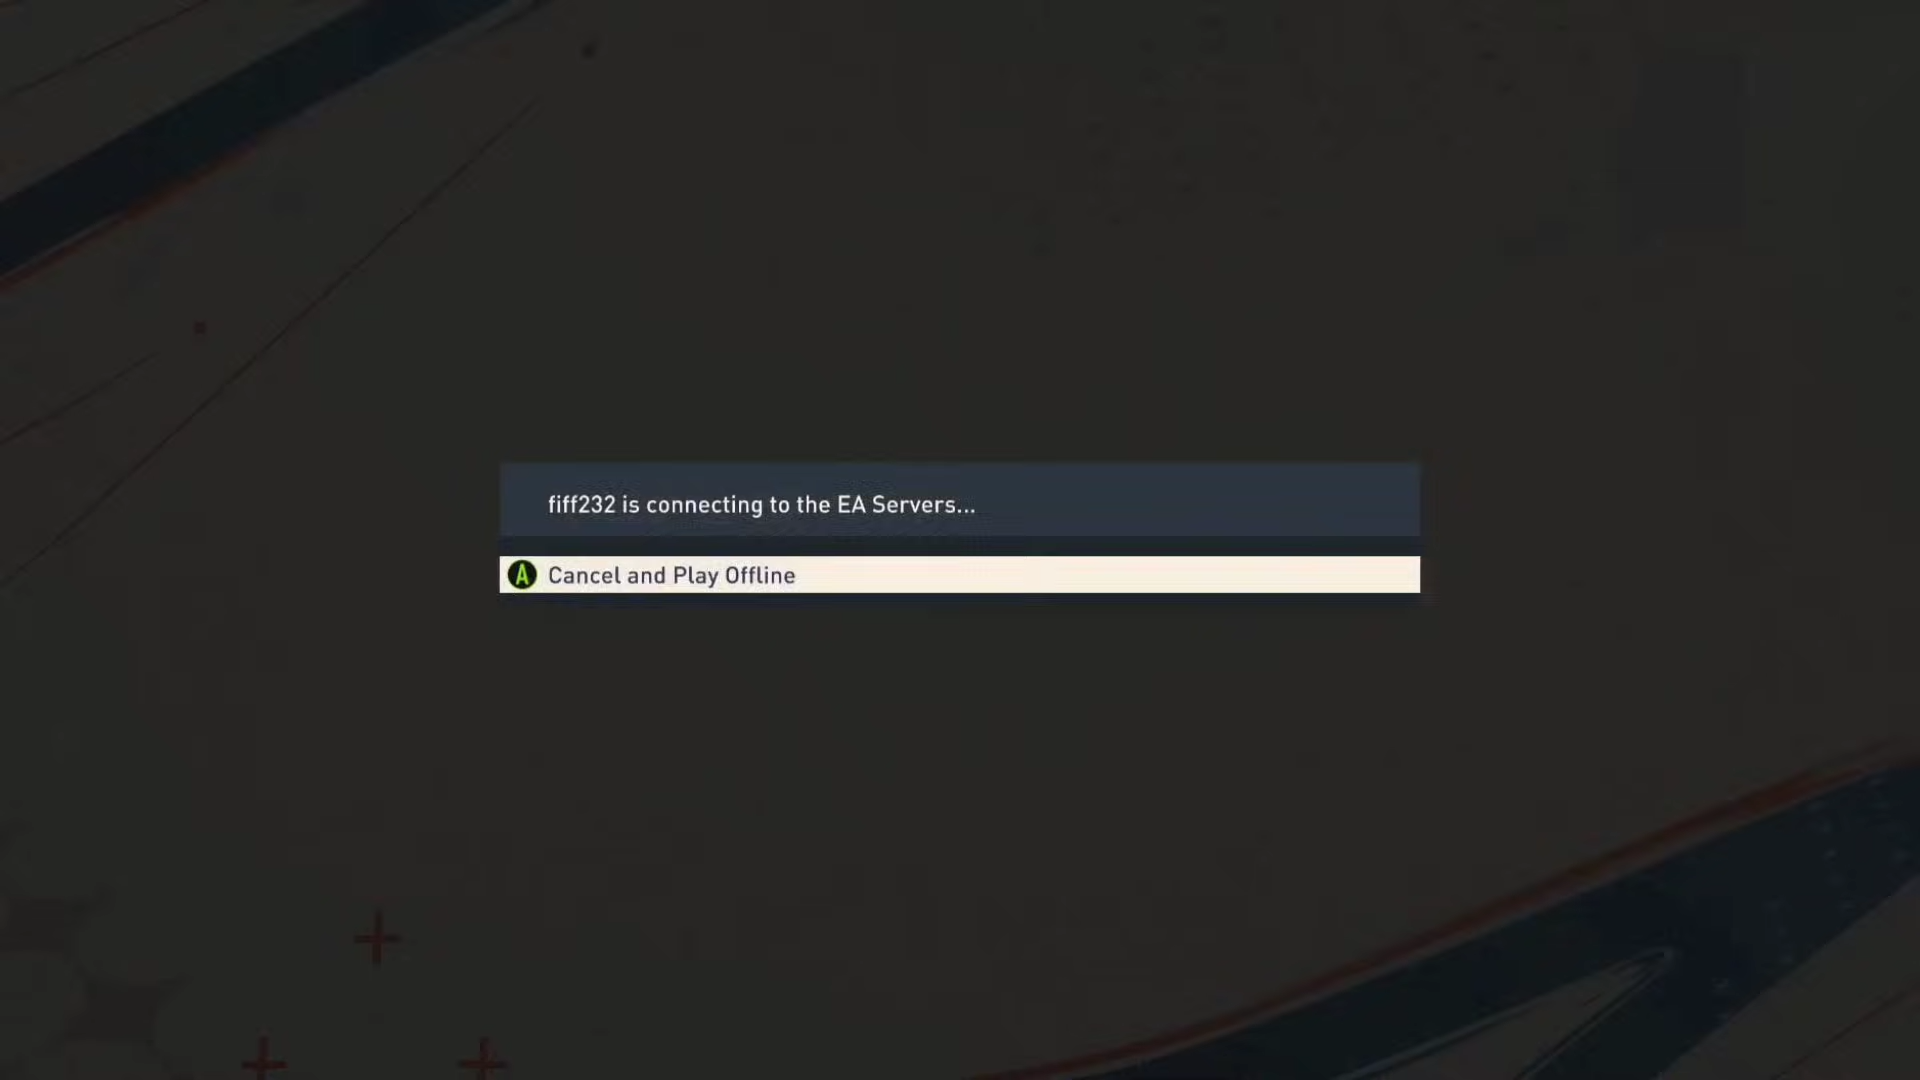 fiff232 is connecting to the EA Servers...
A Cancel and Play Offline